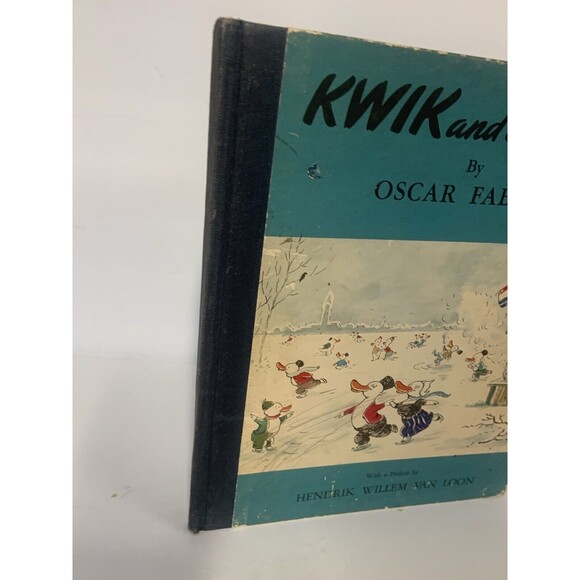 KWIK and
By
OSCAR FAB
With a Preface by
HENDRIK WILLEM VAN LOON